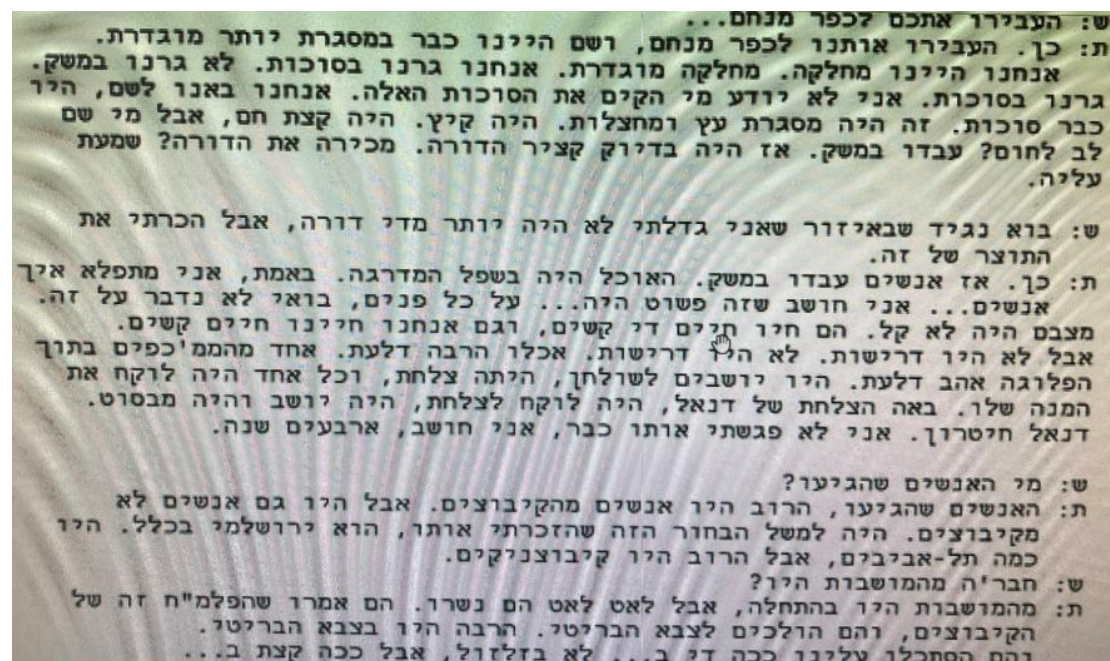 ש: העבירו אתכם לכפר מנחם...
ת: כן. העבירו אותנו לכפר מנחם, ושם היינו כבר במסגרת יותר מוגדרת.
אנחנו היינו מחלקה. מחלקה מוגדרת. אנחנו גרנו בסוכות. לא גרנו במשק.
גרנו בסוכות. אני לא יודע מי הקים את הסוכות האלה. אנחנו באנו לשם, היו
כבר סוכות. זה היה מסגרת עץ ומחצלות. היה קיץ. היה קצת חם, אבל מי שם
לב לחום? עבדו במשק. אז היה בדיוק קציר הדורה. מכירה את הדורה? שמעת
עליה.
ש: בוא נגיד שבאיזור שאני גדלתי לא היה יותר מדי דורה, אבל הכרתי את
התוצר של זה.
ת: כן. אז אנשים עבדו במשק. האוכל היה בשפל המדרגה. באמת, אני מתפלא איך
אנשים... אני חושב שזה פשוט היה... על כל פנים, בואי לא נדבר על זה.
מצבם היה לא קל. הם חיו חיים די קשים, וגם אנחנו חיינו חיים קשים.
אבל לא היו דרישות. לא היו דרישות. אכלו הרבה דלעת. אחד מהממ'כפים בתוך
הפלוגה אהב דלעת. היו יושבים לשולחן, היתה צלחת, וכל אחד היה לוקח את
המנה שלו. באה הצלחת של דנאל, היה לוקח לצלחת, היה יושב והיה מבסוט.
דנאל חיטרון. אני לא פגשתי אותו כבר, אני חושב, ארבעים שנה.
ש: מי האנשים שהגיעו?
ת: האנשים שהגיעו, הרוב היו אנשים מהקיבוצים. אבל היו גם אנשים לא
מקיבוצים. היה למשל הבחור הזה שהזכרתי אותו, הוא ירושלמי בכלל. היו
כמה תל-אביבים, אבל הרוב היו קיבוצניקים.
ש: חבר'ה מהמושבות היו?
ת: מהמושבות היו בהתחלה, אבל לאט לאט הם נשרו. הם אמרו שהפלמ"ח זה של
הקיבוצים, והם הולכים לצבא הבריטי. הרבה היו בצבא הבריטי.
והם הסתכלו עלינו ככה די ב... לא בזלזול, אבל ככה קצת ב...